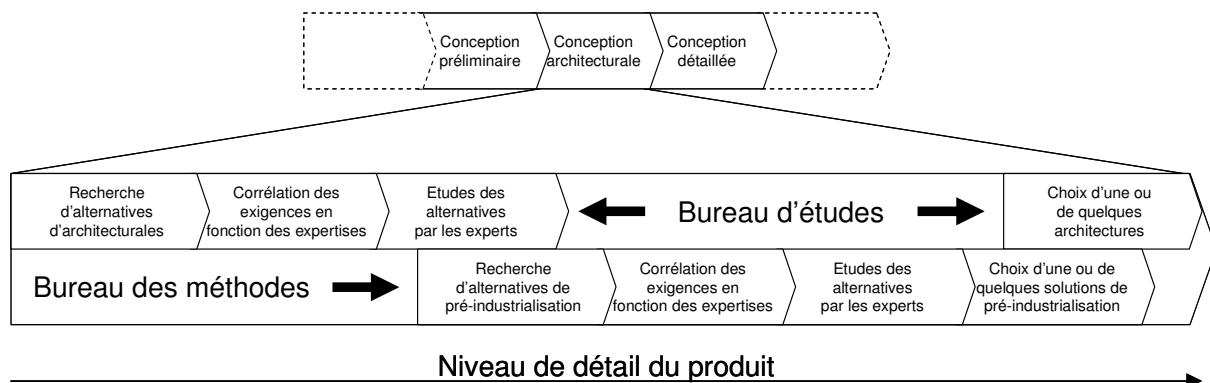 Conception
préliminaire
Conception
architecturale
Conception
détaillée
Recherche
d'alternatives
d'architecturales
Corrélation des
exigences en
fonction des expertises
Etudes des
alternatives
par les experts
Bureau d'études
Choix d'une ou
de quelques
architectures
Bureau des méthodes
Recherche
d'alternatives de
pré-industrialisation
Corrélation des
exigences en
fonction des expertises
Etudes des
alternatives
par les experts
Choix d'une ou de
quelques solutions de
pré-industrialisation
Niveau de détail du produit